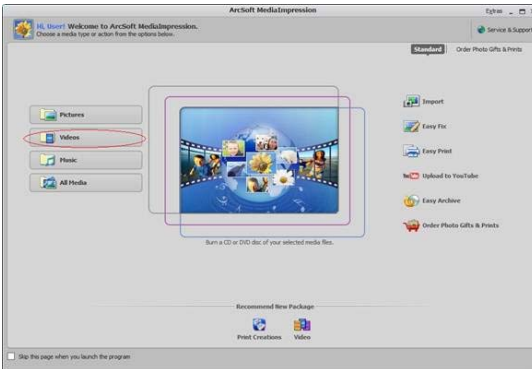 ArcSoft MediaImpression
Extras
Hi, User! Welcome to ArcSoft MediaImpression.
Choose a media type or action from the options below.
Service & Support
Standard
Order Photo Gifts & Prints
Pictures
Videos
Music
All Media
Import
Easy Fix
Easy Print
Upload to YouTube
Easy Archive
Order Photo Gifts & Prints
Burn a CD or DVD disc of your selected media files.
Recommend New Package
Print Creations
Video
Skip this page when you launch the program